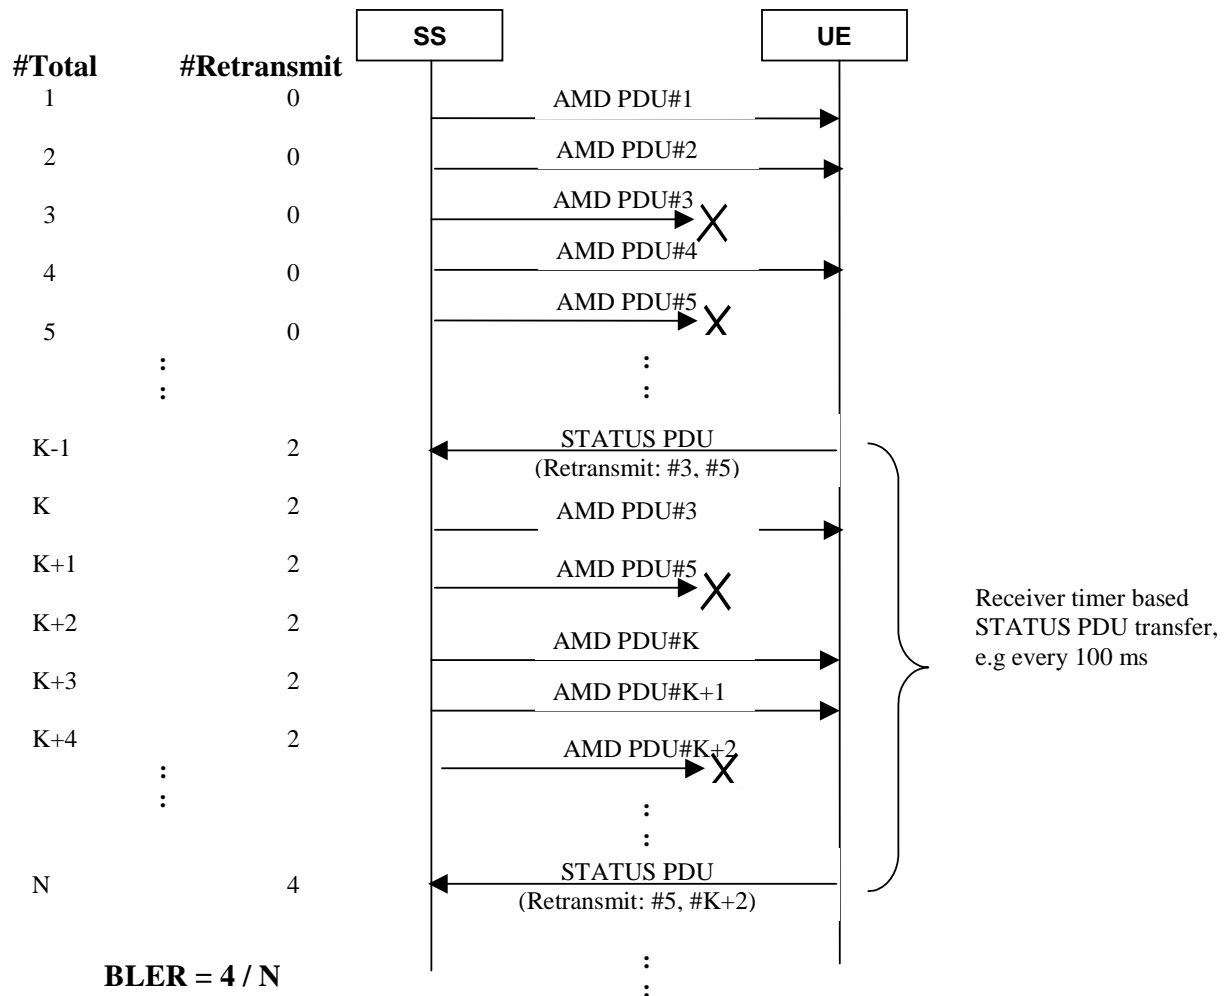 SS
UE
#Total #Retransmit
1 0 AMD PDU#1
2 0 AMD PDU#2
3 0 AMD PDU#3
4 0 AMD PDU#4
5 0 AMD PDU#5
:
:
:
:
K-1 2 STATUS PDU
(Retransmit: #3, #5)
K 2 AMD PDU#3
K+1 2 AMD PDU#5
K+2 2 AMD PDU#K
K+3 2 AMD PDU#K+1
K+4 2 AMD PDU#K+2
:
:
:
:
Receiver timer based
STATUS PDU transfer,
e.g every 100 ms
N 4 STATUS PDU
(Retransmit: #5, #K+2)
BLER = 4 / N
:
: